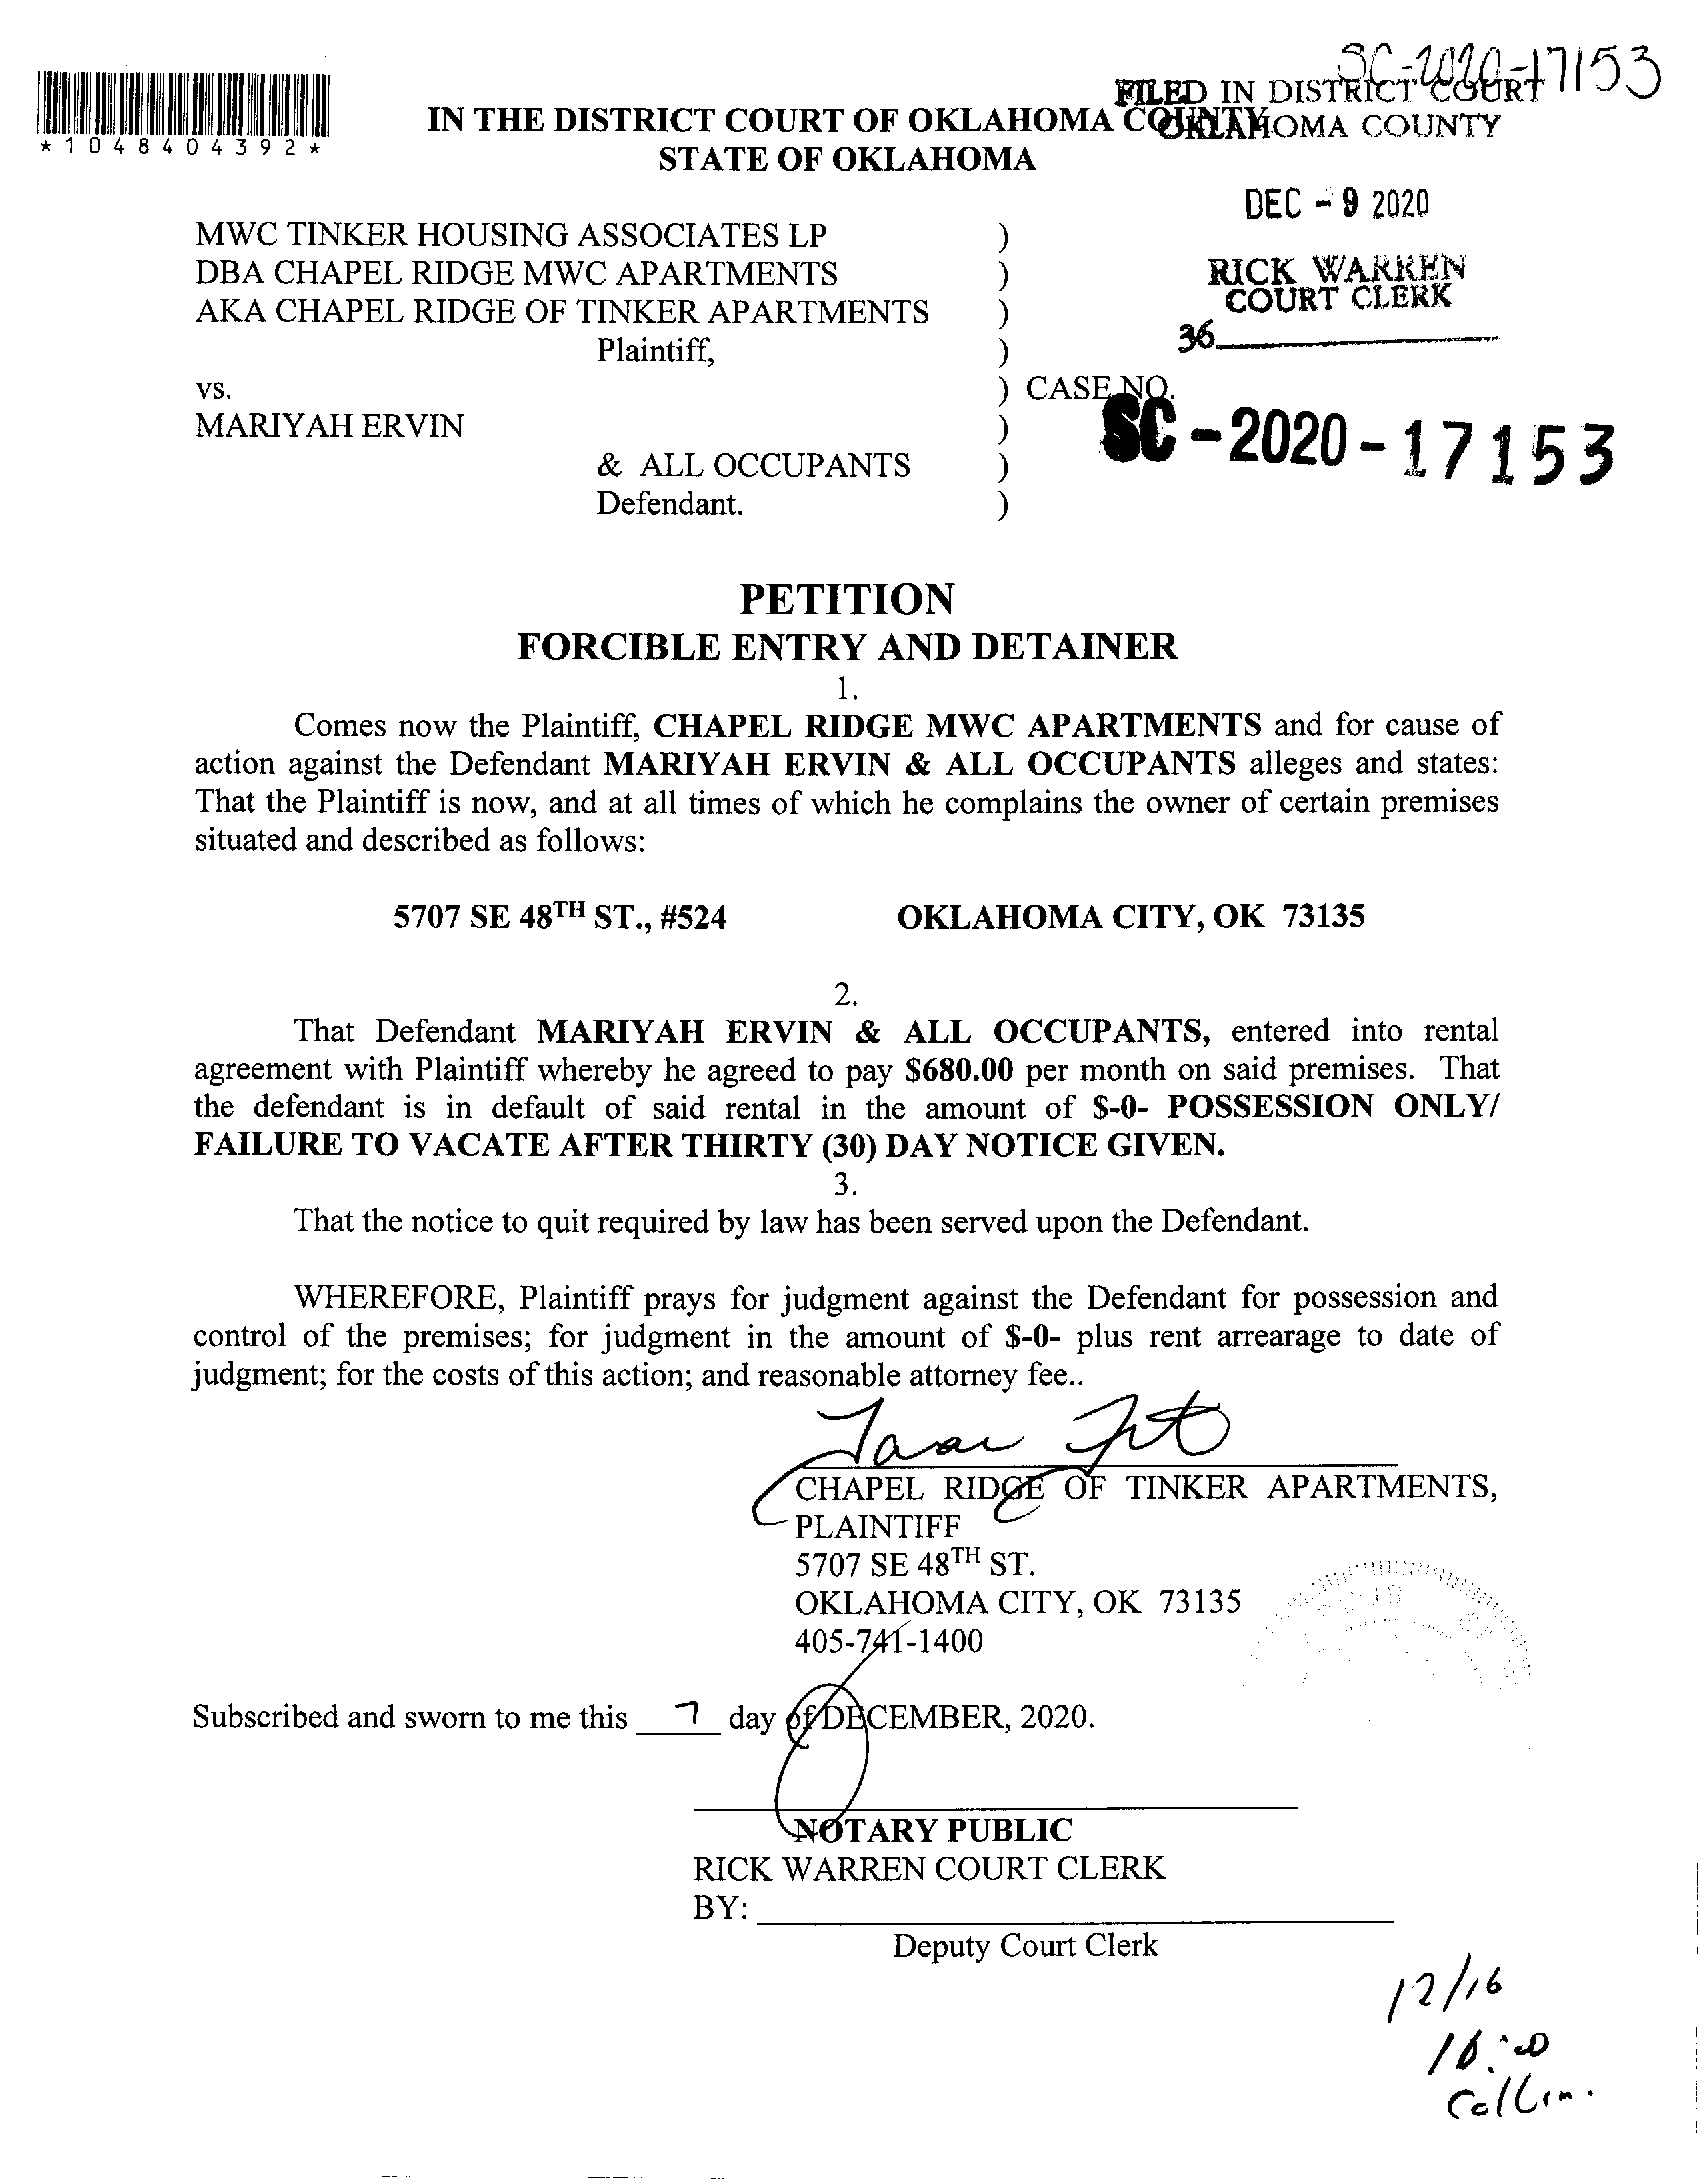 SC-2020-17153
*1048404392*
FILED IN DISTRICT COURT
OKLAHOMA COUNTY
IN THE DISTRICT COURT OF OKLAHOMA COUNTY
STATE OF OKLAHOMA
DEC - 9 2020
RICK WARREN
COURT CLERK
36
MWC TINKER HOUSING ASSOCIATES LP )
DBA CHAPEL RIDGE MWC APARTMENTS )
AKA CHAPEL RIDGE OF TINKER APARTMENTS )
Plaintiff, )
vs. ) CASE NO.
SC-2020-17153
MARIYAH ERVIN )
& ALL OCCUPANTS )
Defendant. )
PETITION
FORCIBLE ENTRY AND DETAINER
1.
Comes now the Plaintiff, CHAPEL RIDGE MWC APARTMENTS and for cause of
action against the Defendant MARIYAH ERVIN & ALL OCCUPANTS alleges and states:
That the Plaintiff is now, and at all times of which he complains the owner of certain premises
situated and described as follows:
5707 SE 48TH ST., #524 OKLAHOMA CITY, OK 73135
2.
That Defendant MARIYAH ERVIN & ALL OCCUPANTS, entered into rental
agreement with Plaintiff whereby he agreed to pay $680.00 per month on said premises. That
the defendant is in default of said rental in the amount of $-0- POSSESSION ONLY/
FAILURE TO VACATE AFTER THIRTY (30) DAY NOTICE GIVEN.
3.
That the notice to quit required by law has been served upon the Defendant.
WHEREFORE, Plaintiff prays for judgment against the Defendant for possession and
control of the premises; for judgment in the amount of $-0- plus rent arrearage to date of
judgment; for the costs of this action; and reasonable attorney fee..
CHAPEL RIDGE OF TINKER APARTMENTS,
PLAINTIFF
5707 SE 48TH ST.
OKLAHOMA CITY, OK 73135
405-741-1400
Subscribed and sworn to me this 7 day of DECEMBER, 2020.
NOTARY PUBLIC
RICK WARREN COURT CLERK
BY:
Deputy Court Clerk
12/16